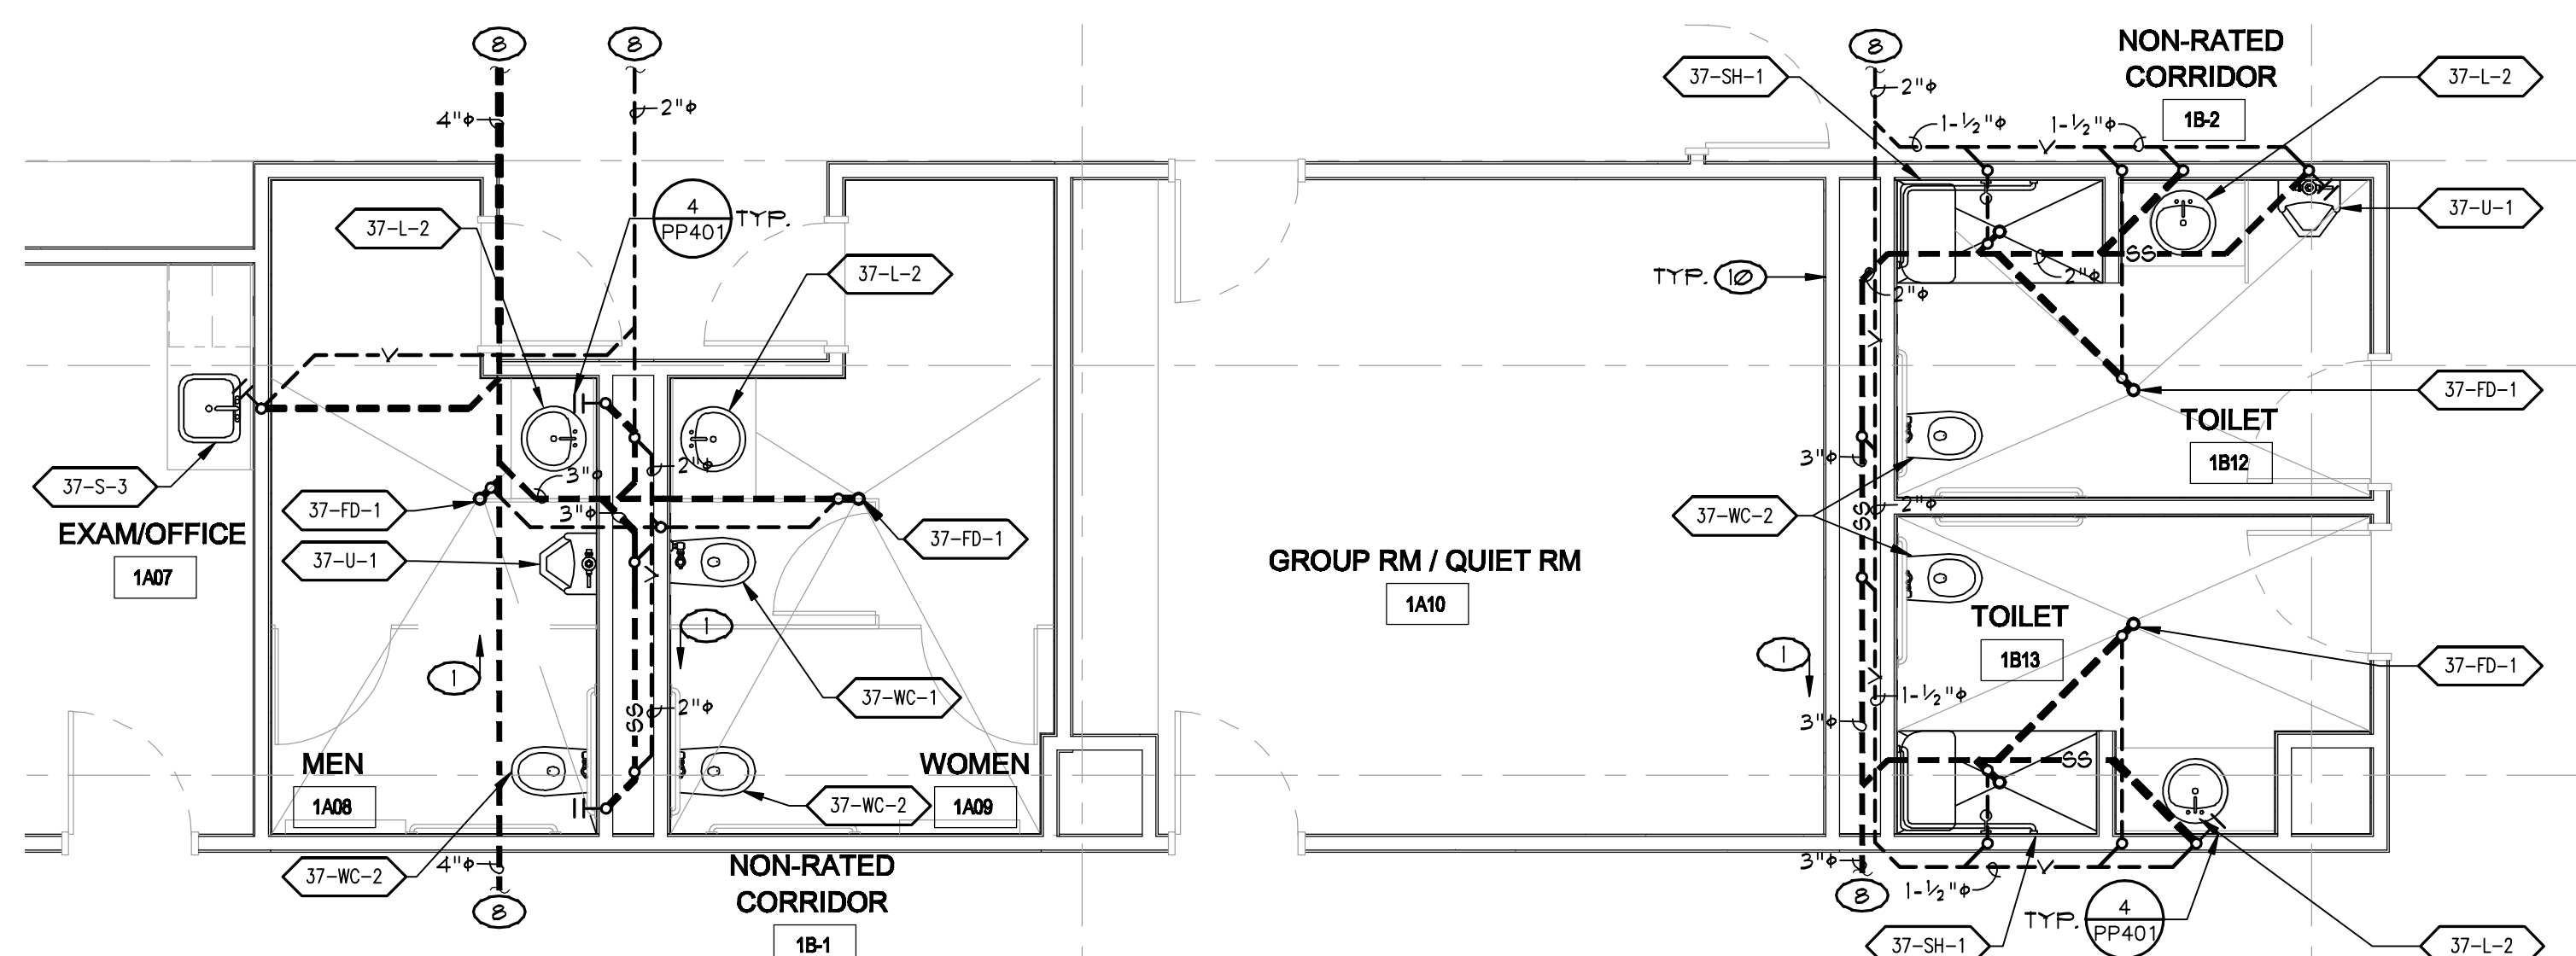 8
8
8
NON-RATED
CORRIDOR
1B-2
37-SH-1
37-L-2
2"ϕ
2"ϕ
4"ϕ
1-½"ϕ
1-½"ϕ
V
4
PP401
TYP.
37-L-2
37-L-2
37-U-1
TYP. 10
SS
2"ϕ
2"ϕ
V
V
37-FD-1
TOILET
1B12
3"ϕ
3"ϕ
2"ϕ
37-S-3
37-FD-1
3"ϕ
37-FD-1
37-WC-2
SS
2"ϕ
EXAM/OFFICE
1A07
37-U-1
V
GROUP RM / QUIET RM
1A10
TOILET
1B13
1
1
1
37-FD-1
37-WC-1
V
1-½"ϕ
SS
2"ϕ
3"ϕ
MEN
1A08
WOMEN
1A09
37-WC-2
SS
37-WC-2
4"ϕ
8
NON-RATED
CORRIDOR
1B-1
3"ϕ
8
1-½"ϕ
V
TYP.
4
PP401
37-SH-1
37-L-2